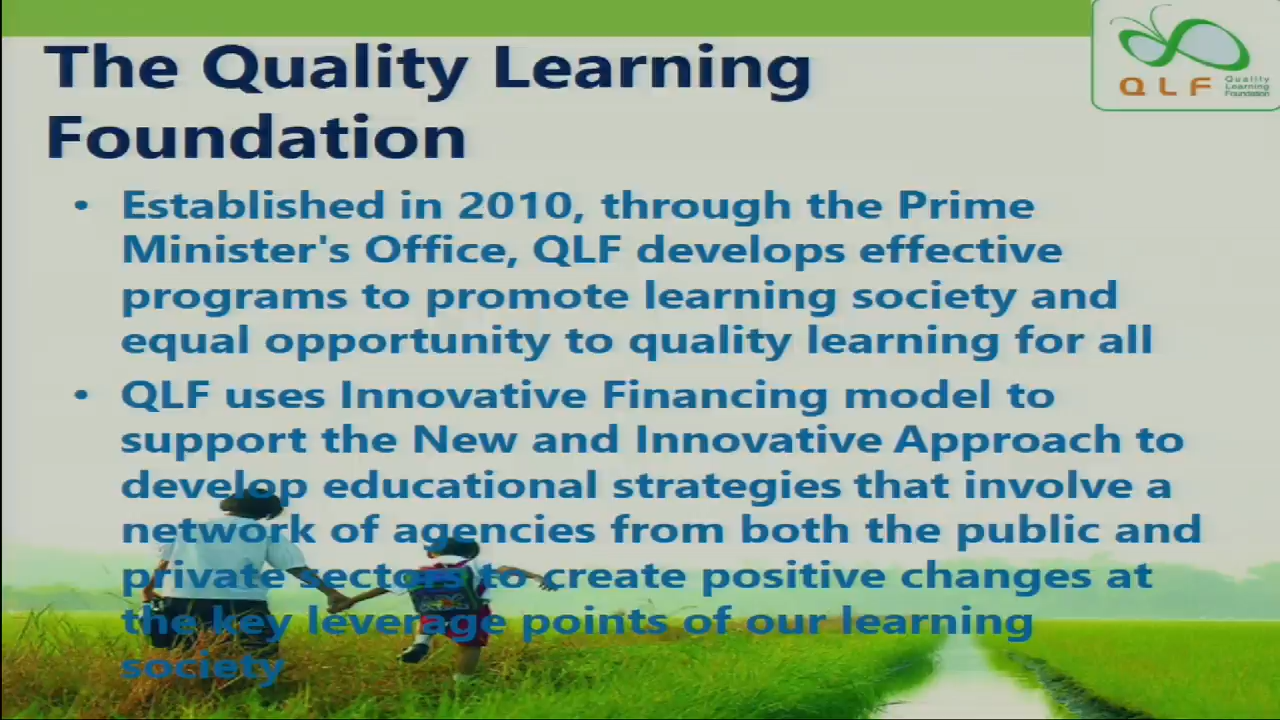 The Quality Learning
Foundation
QLF
Quality
Learning
Foundation
• Established in 2010, through the Prime
Minister's Office, QLF develops effective
programs to promote learning society and
equal opportunity to quality learning for all
• QLF uses Innovative Financing model to
support the New and Innovative Approach to
develop educational strategies that involve a
network of agencies from both the public and
private sectors to create positive changes at
the key leverage points of our learning
society